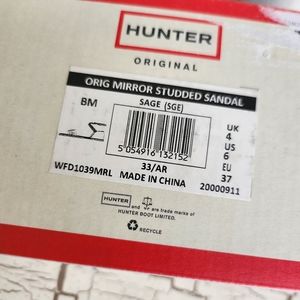 HUNTER
ORIGINAL
ORIG MIRROR STUDDED SANDAL
BM
SAGE (SGE)
UK
4
US
6
EU
37
5 054916 132152
33/AR
WFD1039MRL
MADE IN CHINA
20000911
HUNTER and are trade marks of
HUNTER BOOT LIMITED.
RECYCLE